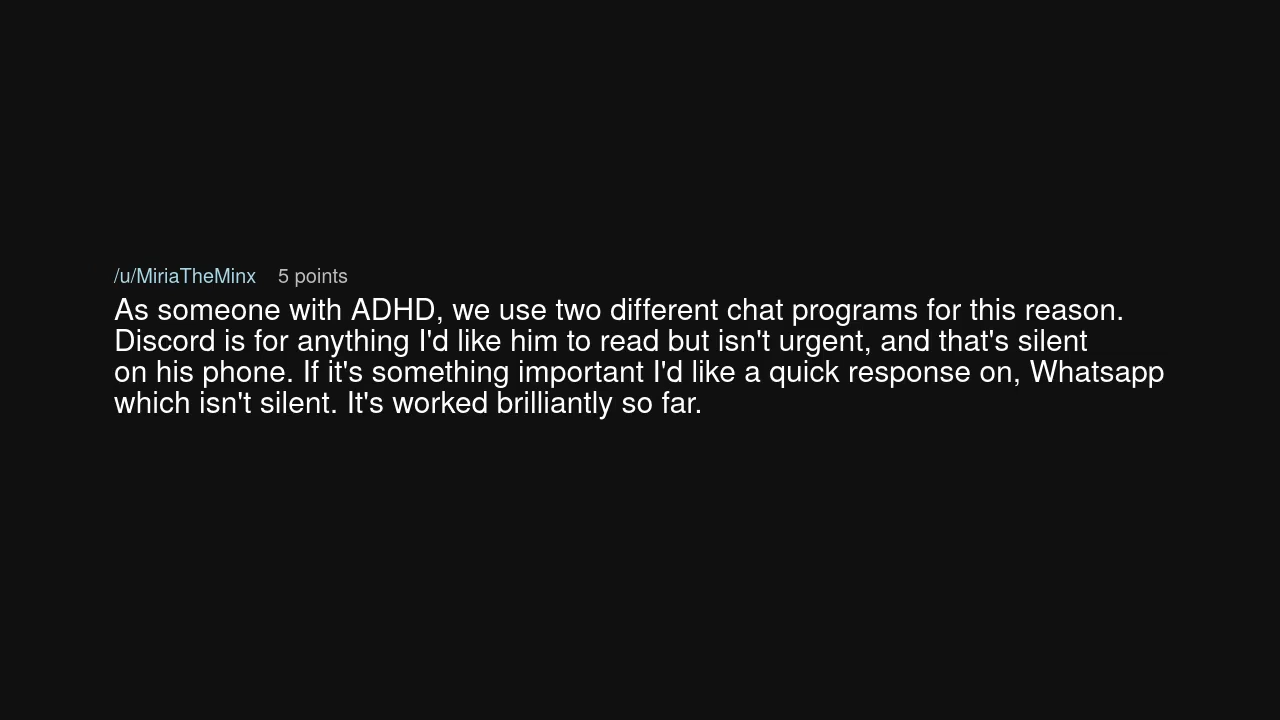 /u/MiriaTheMinx 5 points
As someone with ADHD, we use two different chat programs for this reason.
Discord is for anything I'd like him to read but isn't urgent, and that's silent
on his phone. If it's something important I'd like a quick response on, Whatsapp
which isn't silent. It's worked brilliantly so far.